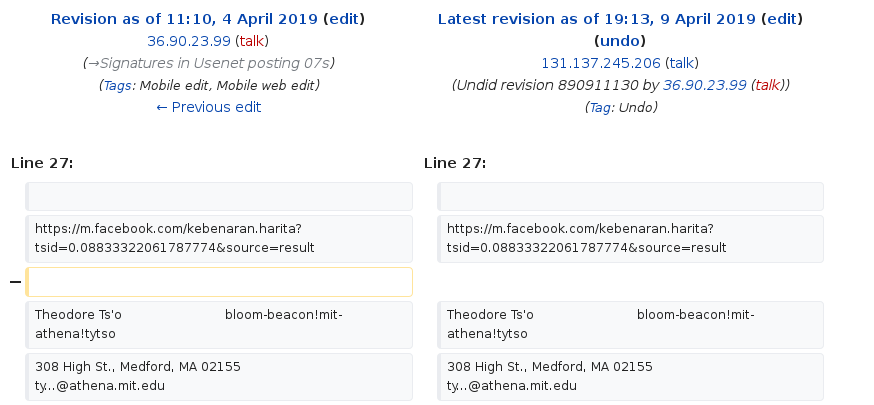 Revision as of 11:10, 4 April 2019 (edit)
36.90.23.99 (talk)
(→Signatures in Usenet posting 07s)
(Tags: Mobile edit, Mobile web edit)
← Previous edit
Latest revision as of 19:13, 9 April 2019 (edit)
(undo)
131.137.245.206 (talk)
(Undid revision 890911130 by 36.90.23.99 (talk))
(Tag: Undo)
Line 27:
Line 27:
https://m.facebook.com/kebenaran.harita?
tsid=0.08833322061787774&source=result
https://m.facebook.com/kebenaran.harita?
tsid=0.08833322061787774&source=result
−
Theodore Ts'o bloom-beacon!mit-
athena!tytso
Theodore Ts'o bloom-beacon!mit-
athena!tytso
308 High St., Medford, MA 02155
ty...@athena.mit.edu
308 High St., Medford, MA 02155
ty...@athena.mit.edu